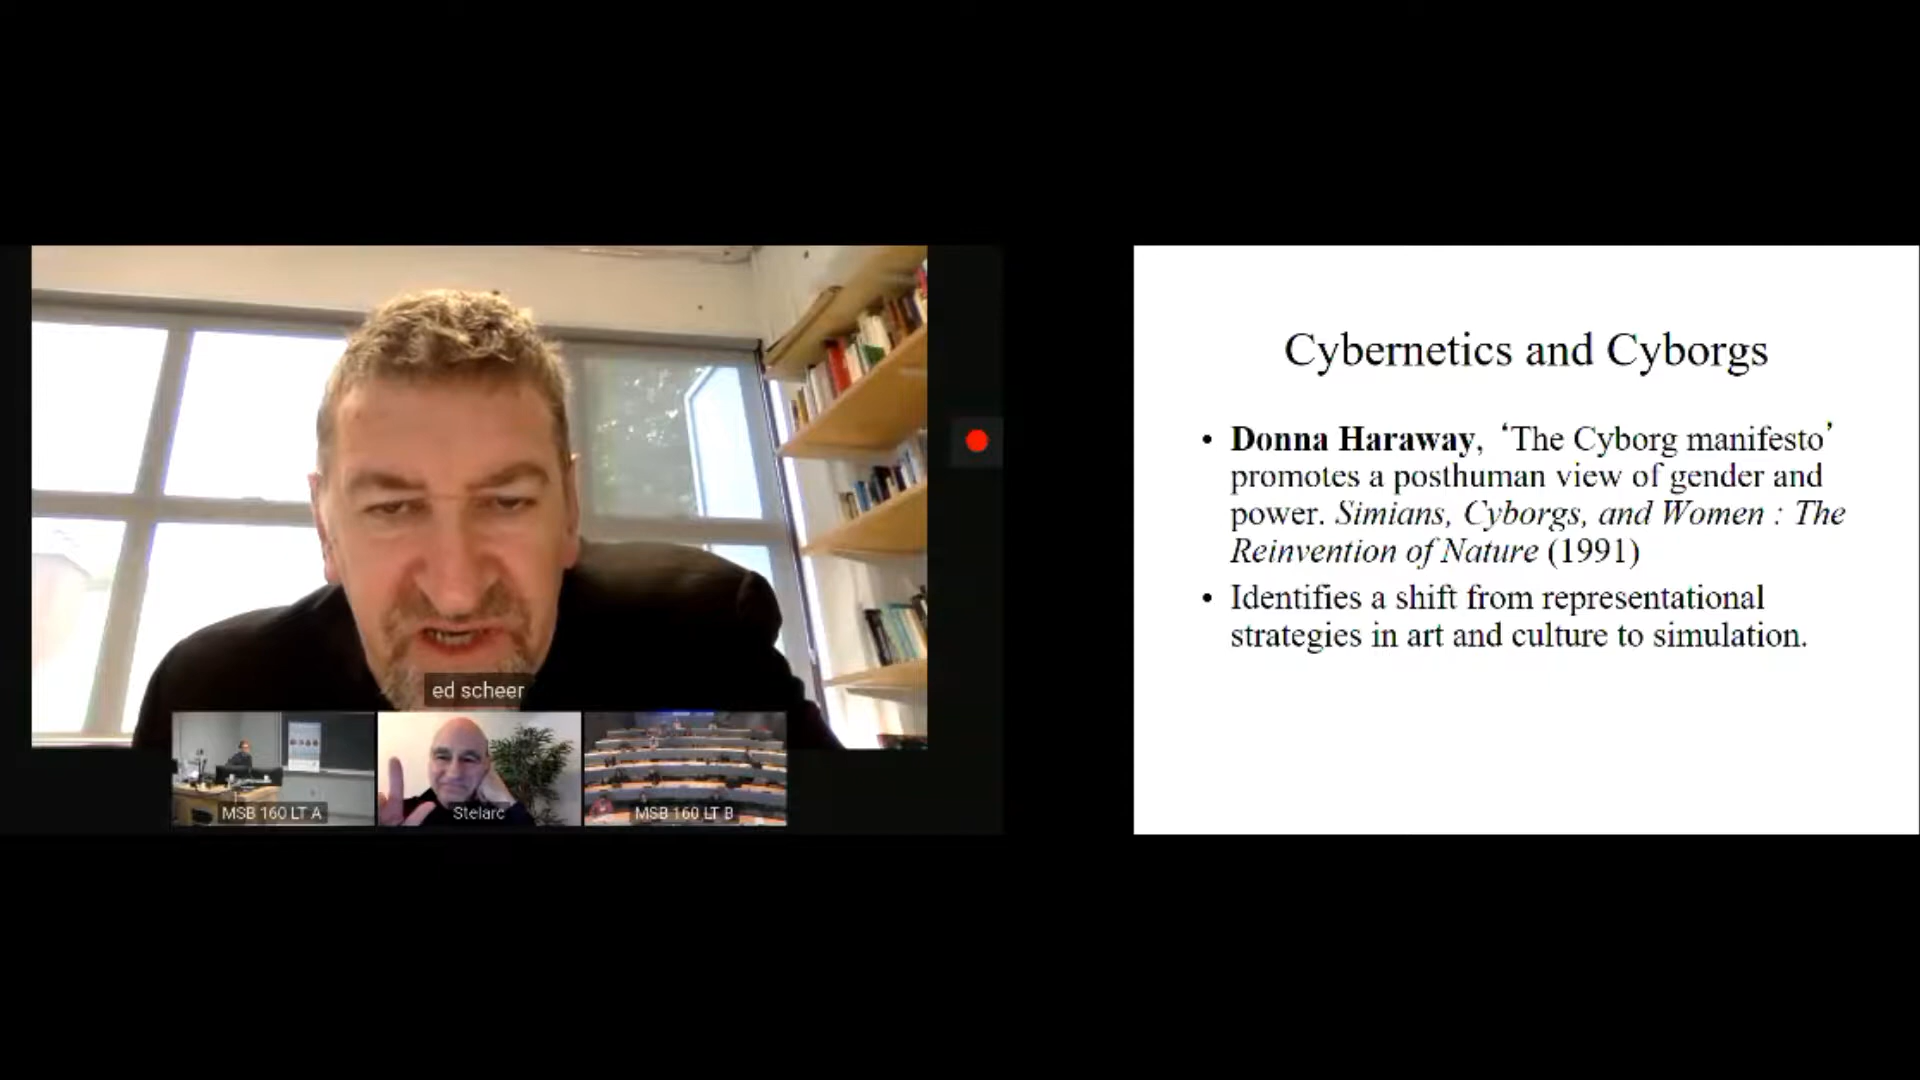 ed scheer
MSB 160 LT A
Stelarc
MSB 160 LT B
Cybernetics and Cyborgs
• Donna Haraway, ‘The Cyborg manifesto’
promotes a posthuman view of gender and
power. Simians, Cyborgs, and Women : The
Reinvention of Nature (1991)
• Identifies a shift from representational
strategies in art and culture to simulation.